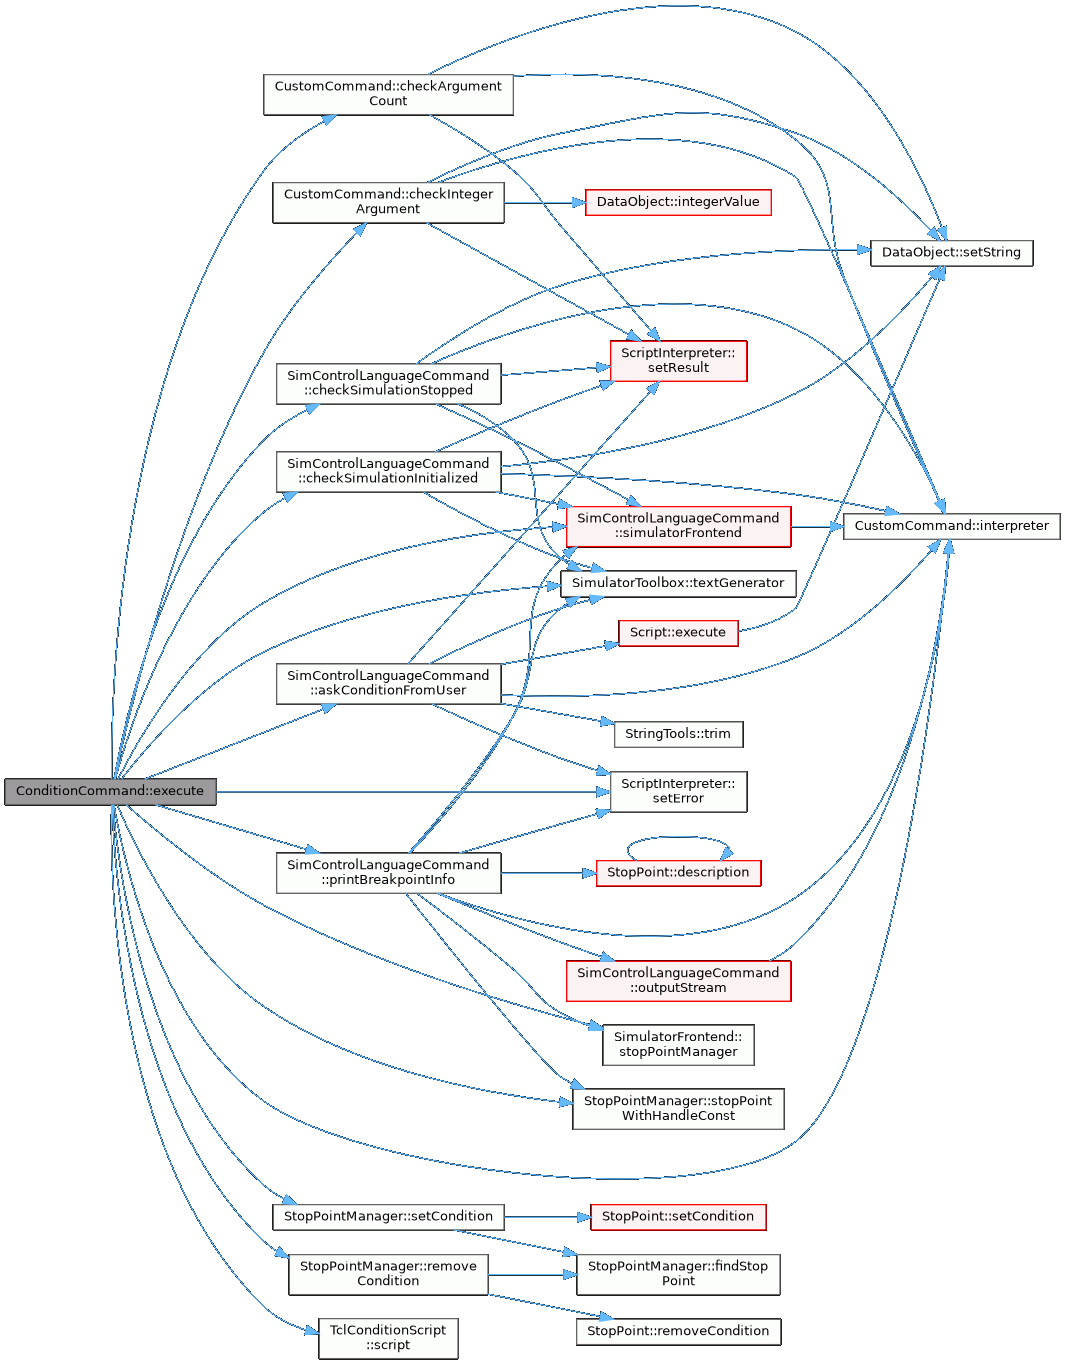 CustomCommand::checkArgument
Count
CustomCommand::checkInteger
Argument
DataObject::integerValue
DataObject::setString
ScriptInterpreter::
setResult
SimControlLanguageCommand
::checkSimulationStopped
SimControlLanguageCommand
::checkSimulationInitialized
SimControlLanguageCommand
::simulatorFrontend
CustomCommand::interpreter
SimulatorToolbox::textGenerator
Script::execute
SimControlLanguageCommand
::askConditionFromUser
StringTools::trim
ConditionCommand::execute
ScriptInterpreter::
setError
SimControlLanguageCommand
::printBreakpointInfo
StopPoint::description
SimControlLanguageCommand
::outputStream
SimulatorFrontend::
stopPointManager
StopPointManager::stopPoint
WithHandleConst
StopPointManager::setCondition
StopPoint::setCondition
StopPointManager::remove
Condition
StopPointManager::findStop
Point
TclConditionScript
::script
StopPoint::removeCondition